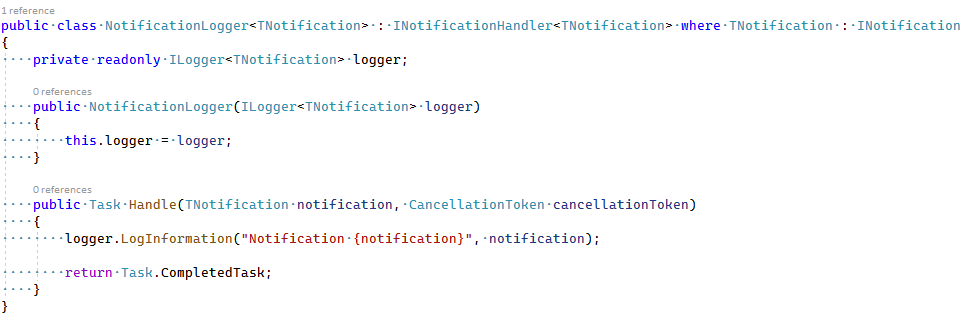 1 reference
public class NotificationLogger<TNotification> : INotificationHandler<TNotification> where TNotification : INotification
{
    private readonly ILogger<TNotification> logger;
    0 references
    public NotificationLogger(ILogger<TNotification> logger)
    {
        this.logger = logger;
    }
    0 references
    public Task Handle(TNotification notification, CancellationToken cancellationToken)
    {
        logger.LogInformation("Notification {notification}", notification);
        return Task.CompletedTask;
    }
}